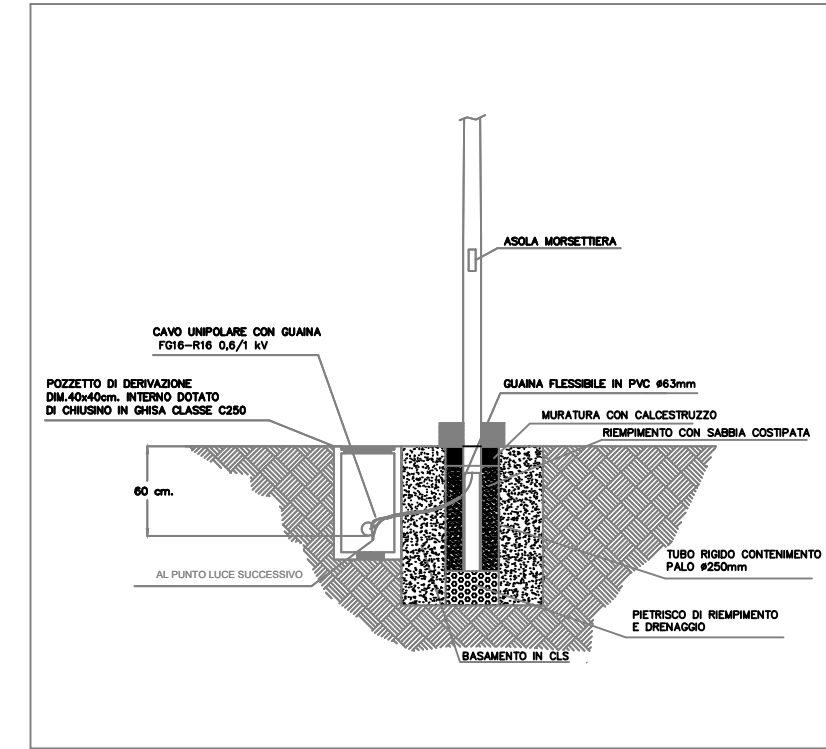 ASOLA MORSETTIERA
CAVO UNIPOLARE CON GUAINA
FG16-R16 0,6/1 kV
POZZETTO DI DERIVAZIONE
DIM.40x40cm. INTERNO DOTATO
DI CHIUSINO IN GHISA CLASSE C250
GUAINA FLESSIBILE IN PVC ø63mm
MURATURA CON CALCESTRUZZO
RIEMPIMENTO CON SABBIA COSTIPATA
60 cm.
TUBO RIGIDO CONTENIMENTO
PALO ø250mm
AL PUNTO LUCE SUCCESSIVO
PIETRISCO DI RIEMPIMENTO
E DRENAGGIO
BASAMENTO IN CLS